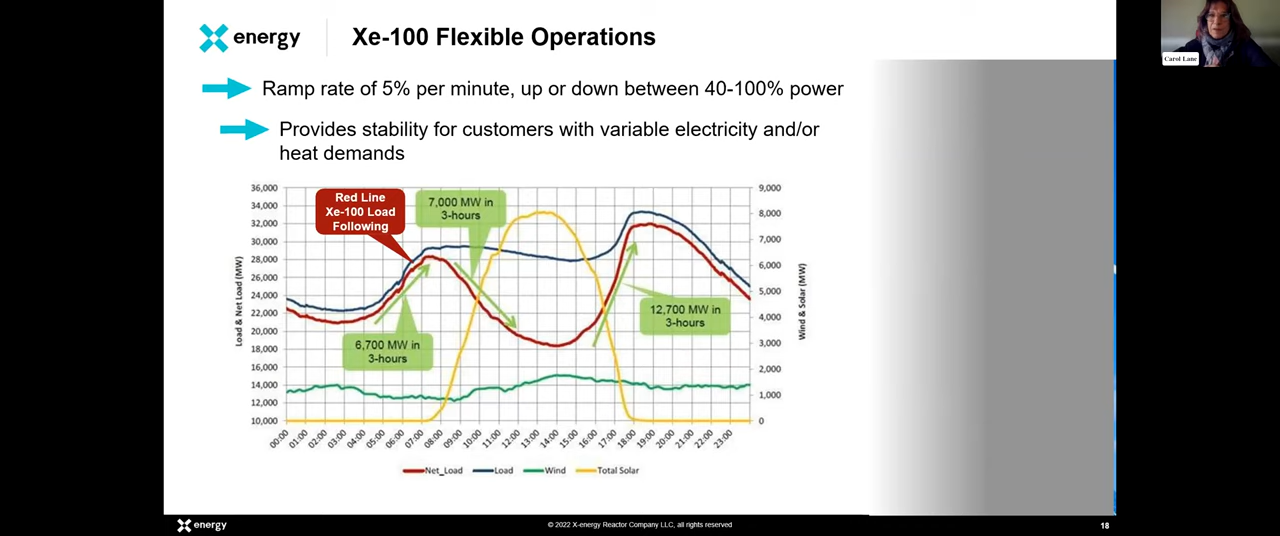 energy
Xe-100 Flexible Operations
Carol Lane
Ramp rate of 5% per minute, up or down between 40-100% power
Provides stability for customers with variable electricity and/or
heat demands
36,000
34,000
32,000
30,000
28,000
26,000
24,000
22,000
20,000
18,000
16,000
14,000
12,000
10,000
Load & Net Load (MW)
Red Line
Xe-100 Load
Following
7,000 MW in
3-hours
6,700 MW in
3-hours
12,700 MW in
3-hours
9,000
8,000
7,000
6,000
5,000
4,000
3,000
2,000
1,000
0
Wind & Solar (MW)
00:00
01:00
02:00
03:00
04:00
05:00
06:00
07:00
08:00
09:00
10:00
11:00
12:00
13:00
14:00
15:00
16:00
17:00
18:00
19:00
20:00
21:00
22:00
23:00
Net_Load
Load
Wind
Total Solar
energy
© 2022 X-energy Reactor Company LLC, all rights reserved
18